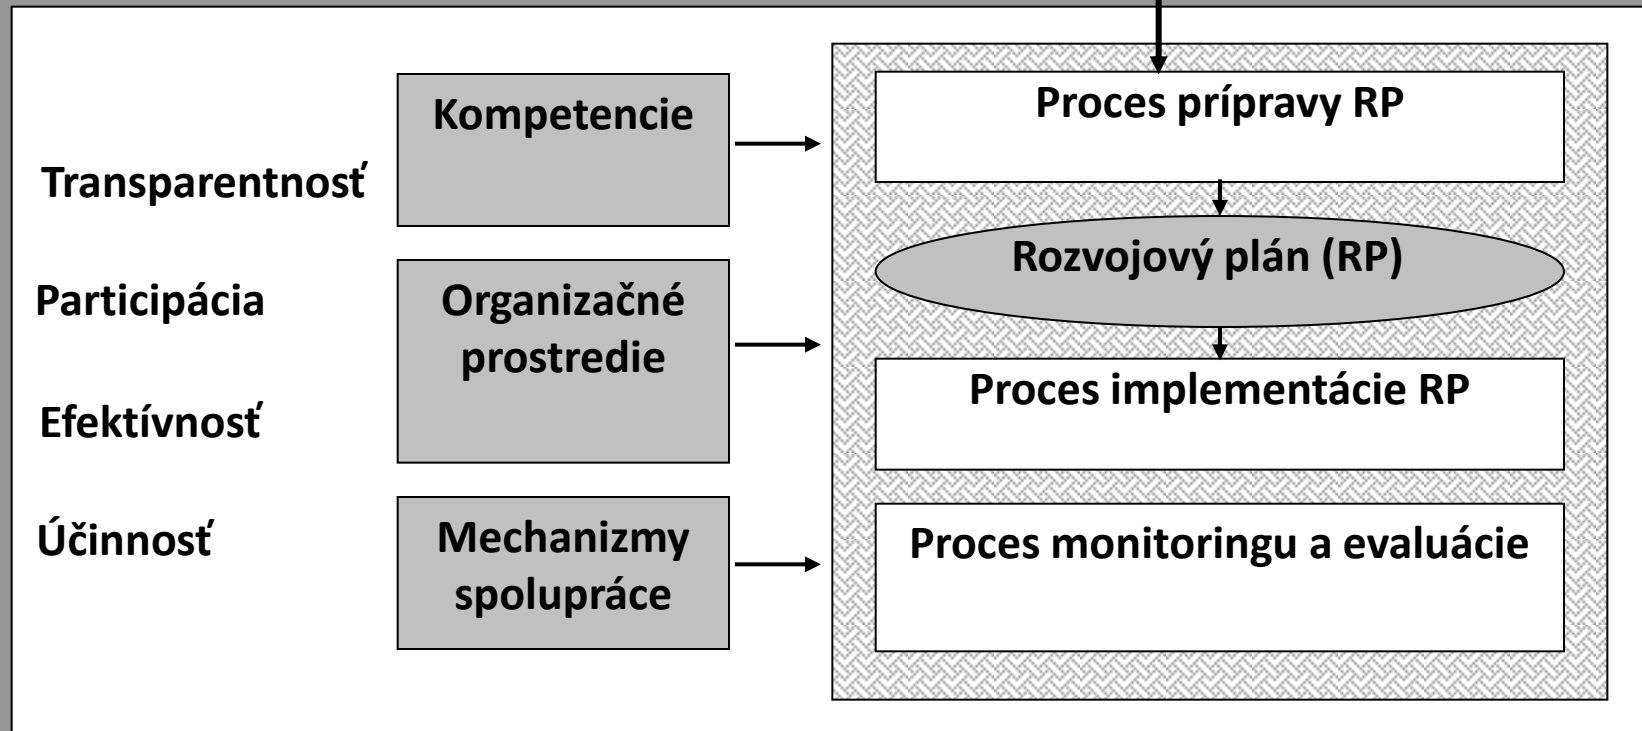 Transparentnosť
Participácia
Efektívnosť
Účinnosť
Kompetencie
Organizačné
prostredie
Mechanizmy
spolupráce
Proces prípravy RP
Rozvojový plán (RP)
Proces implementácie RP
Proces monitoringu a evaluácie